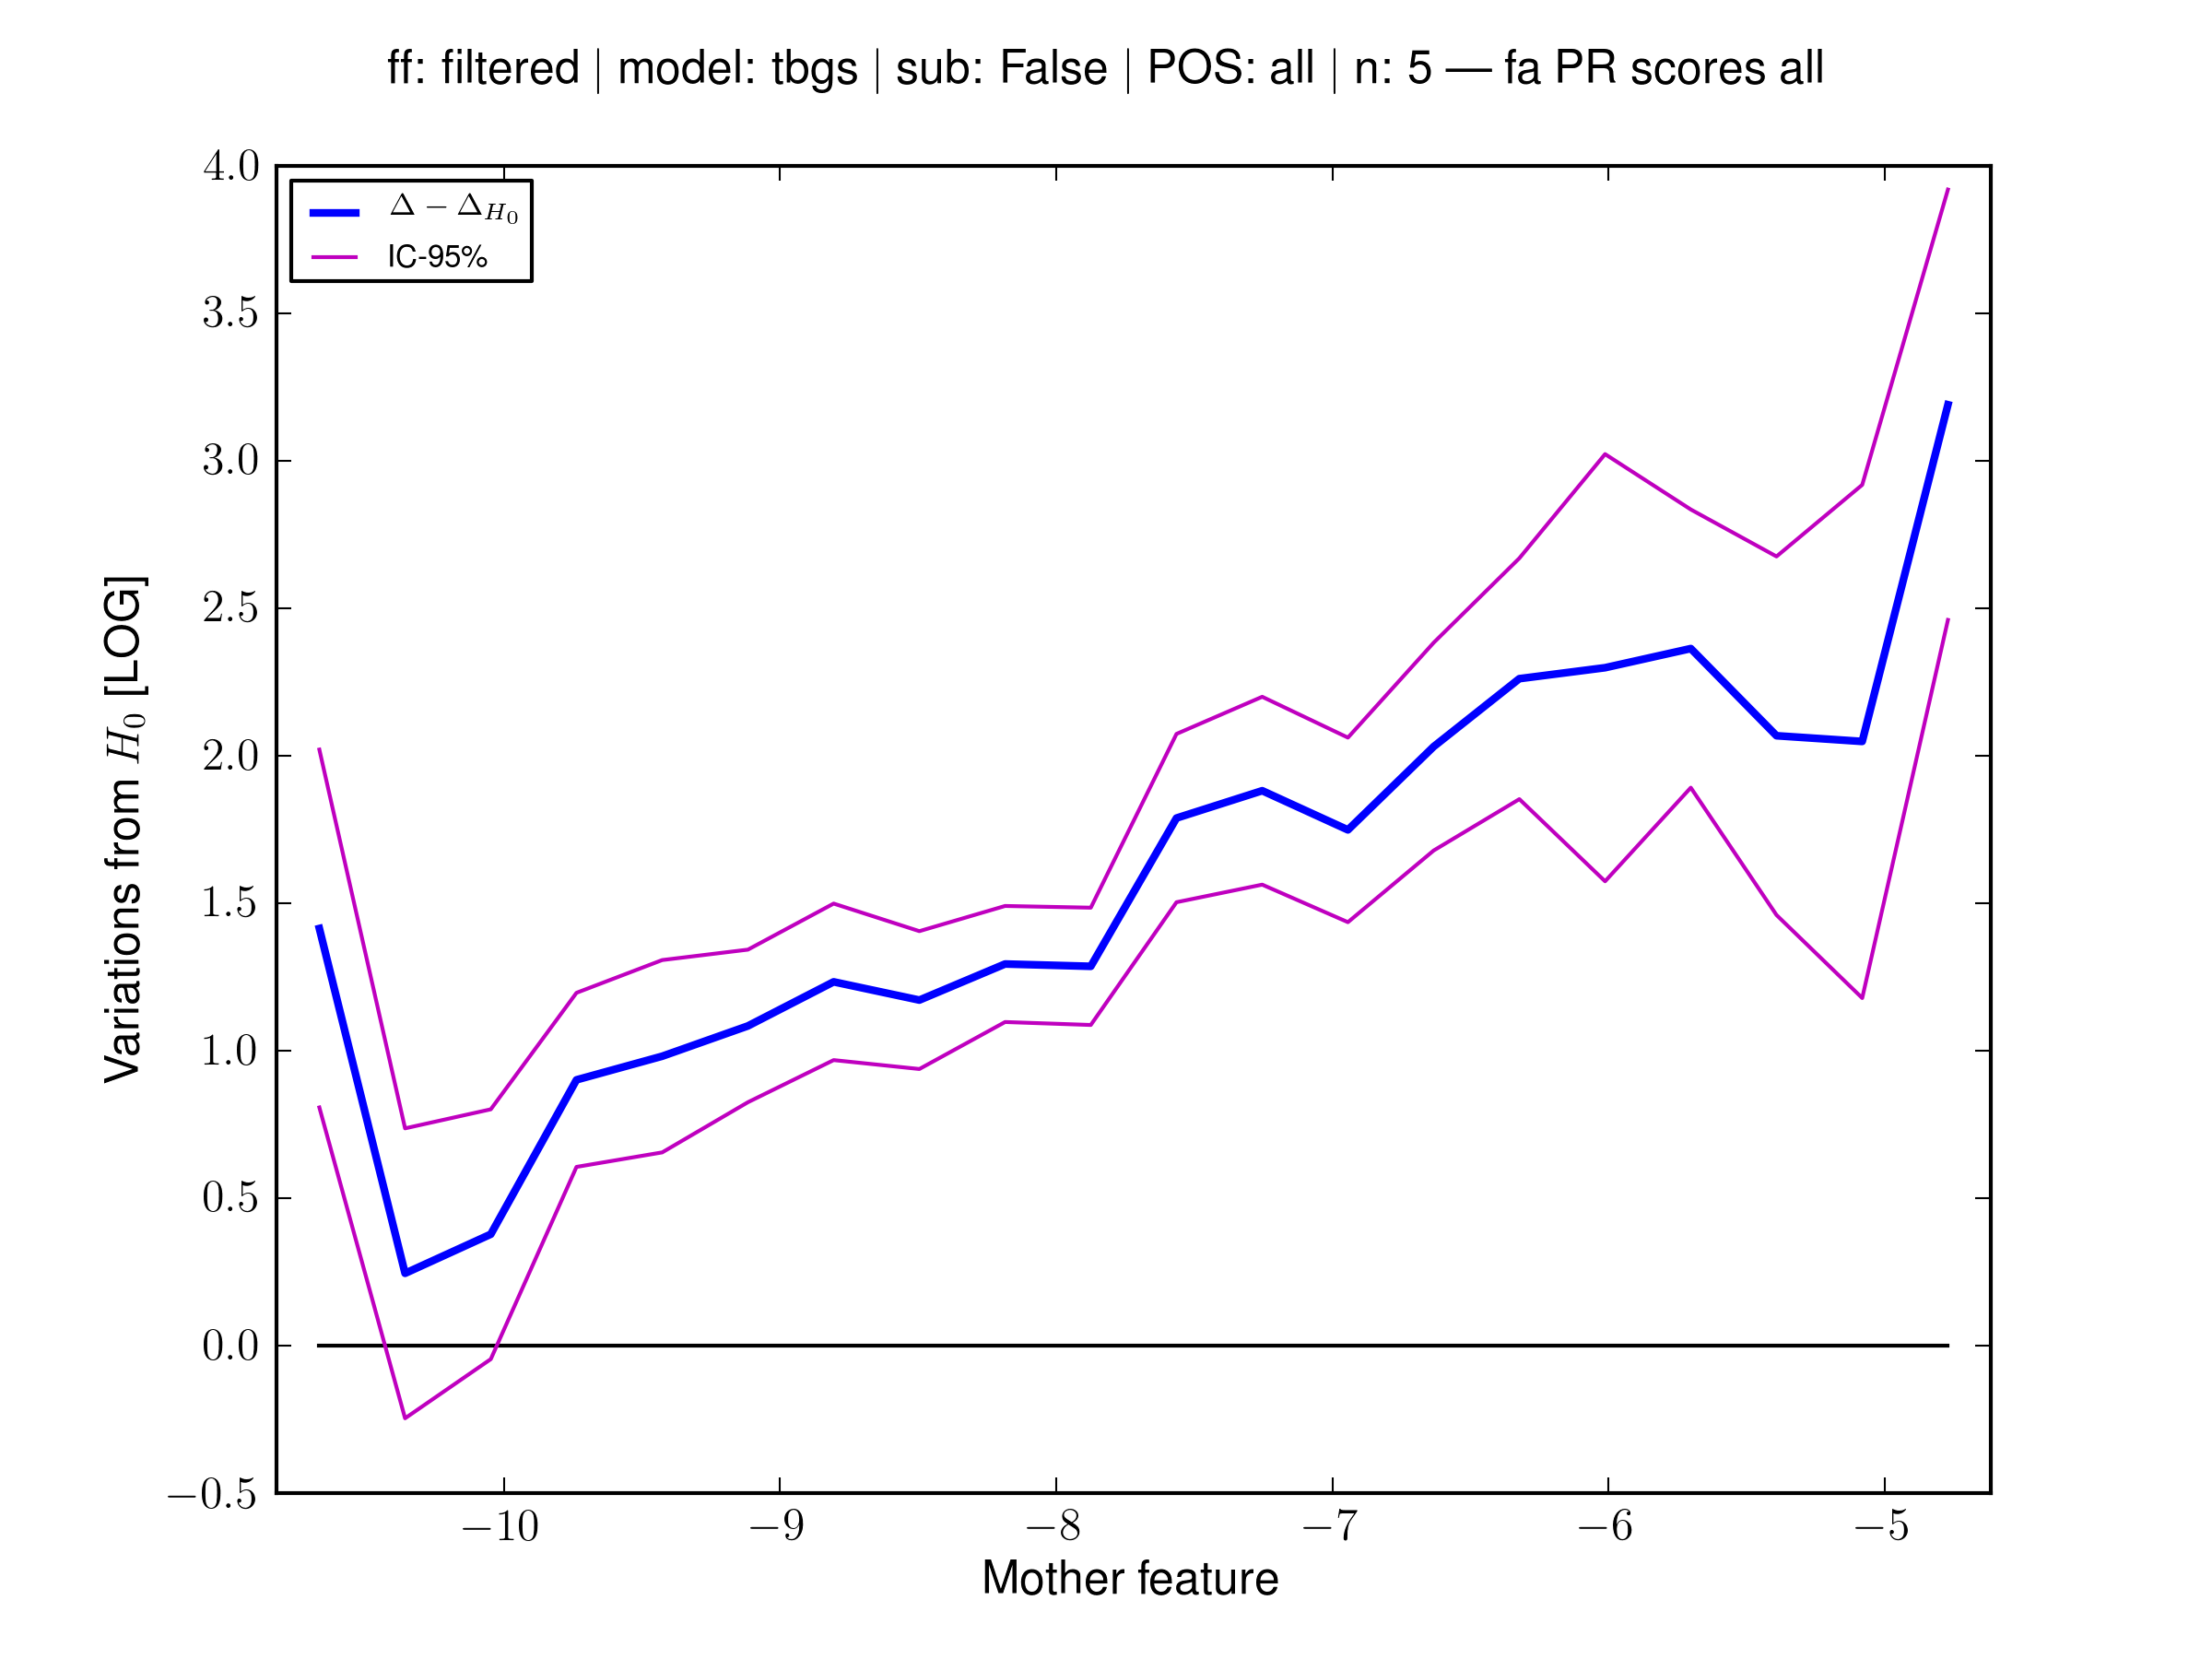 ff: filtered | model: tbgs | sub: False | POS: all | n: 5 — fa PR scores all
4.0
Δ − Δ_{H_0}
IC-95%
3.5
3.0
2.5
2.0
1.5
1.0
0.5
0.0
−0.5
Variations from H_0 [LOG]
−10 −9 −8 −7 −6 −5
Mother feature